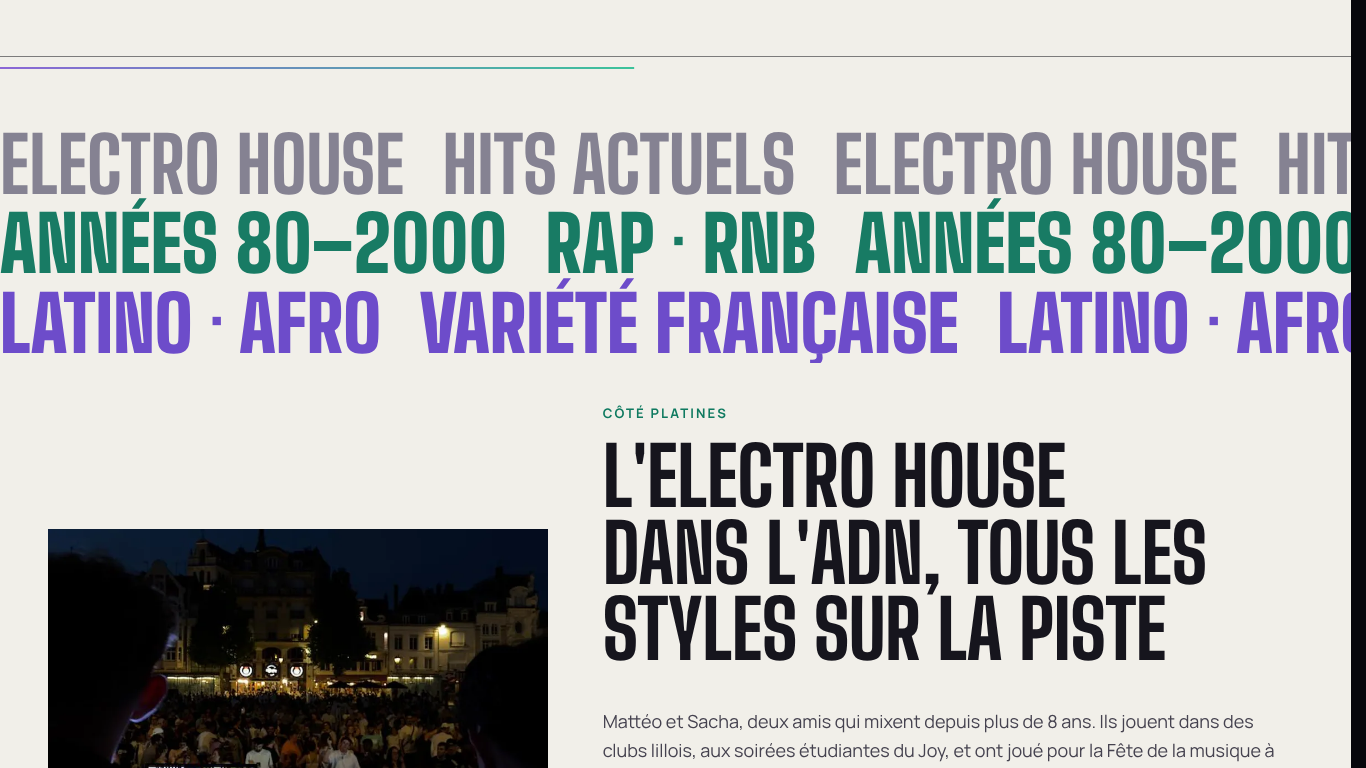 ELECTRO HOUSE HITS ACTUELS ELECTRO HOUSE HIT
ANNÉES 80–2000 RAP · RNB ANNÉES 80–2000
LATINO · AFRO VARIÉTÉ FRANÇAISE LATINO · AFRO
CÔTÉ PLATINES
L'ELECTRO HOUSE
DANS L'ADN, TOUS LES
STYLES SUR LA PISTE
Mattéo et Sacha, deux amis qui mixent depuis plus de 8 ans. Ils jouent dans des
clubs lillois, aux soirées étudiantes du Joy, et ont joué pour la Fête de la musique à